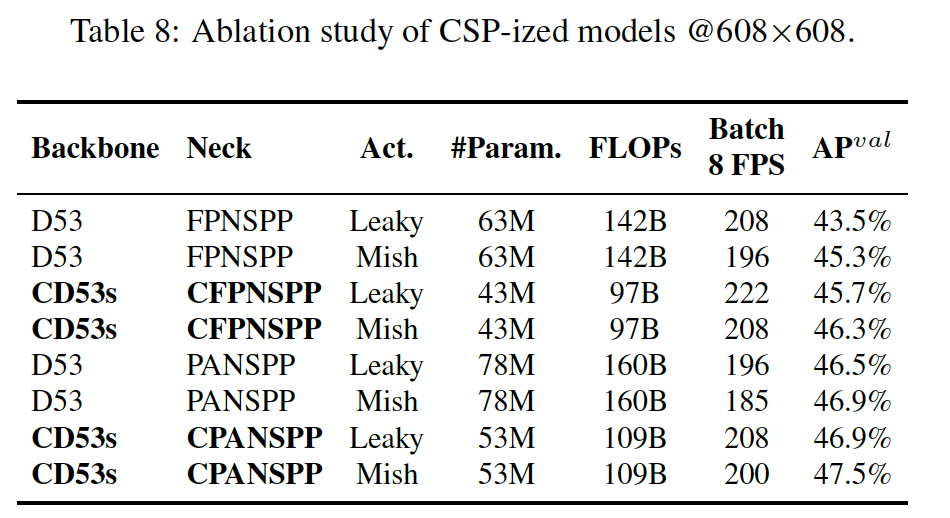 Table 8: Ablation study of CSP-ized models @608×608.
Backbone Neck Act. #Param. FLOPs Batch 8 FPS AP^val
D53 FPNSPP Leaky 63M 142B 208 43.5%
D53 FPNSPP Mish 63M 142B 196 45.3%
CD53s CFPNSPP Leaky 43M 97B 222 45.7%
CD53s CFPNSPP Mish 43M 97B 208 46.3%
D53 PANSPP Leaky 78M 160B 196 46.5%
D53 PANSPP Mish 78M 160B 185 46.9%
CD53s CPANSPP Leaky 53M 109B 208 46.9%
CD53s CPANSPP Mish 53M 109B 200 47.5%